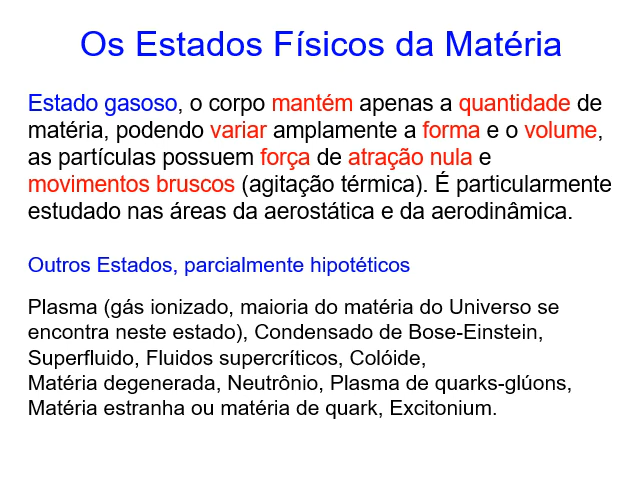 Os Estados Físicos da Matéria
Estado gasoso, o corpo mantém apenas a quantidade de
matéria, podendo variar amplamente a forma e o volume,
as partículas possuem força de atração nula e
movimentos bruscos (agitação térmica). É particularmente
estudado nas áreas da aerostática e da aerodinâmica.
Outros Estados, parcialmente hipotéticos
Plasma (gás ionizado, maioria do matéria do Universo se
encontra neste estado), Condensado de Bose-Einstein,
Superfluido, Fluidos supercríticos, Colóide,
Matéria degenerada, Neutrônio, Plasma de quarks-glúons,
Matéria estranha ou matéria de quark, Excitonium.